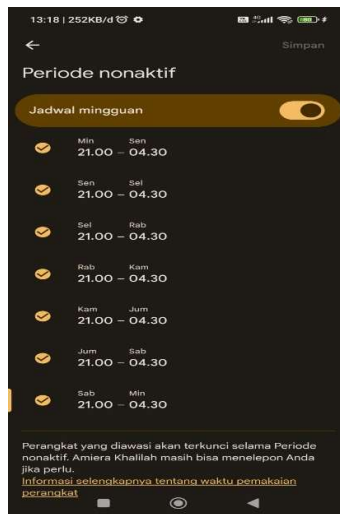 13:18 | 252KB/d
Simpan
Periode nonaktif
Jadwal mingguan
Min Sen
21.00 – 04.30
Sen Sel
21.00 – 04.30
Sel Rab
21.00 – 04.30
Rab Kam
21.00 – 04.30
Kam Jum
21.00 – 04.30
Jum Sab
21.00 – 04.30
Sab Min
21.00 – 04.30
Perangkat yang diawasi akan terkunci selama Periode
nonaktif. Amiera Khalilah masih bisa menelepon Anda
jika perlu.
Informasi selengkapnya tentang waktu pemakaian
perangkat